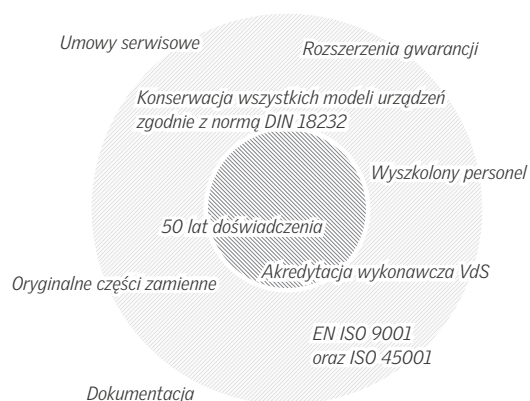 Umowy serwisowe
Rozszerzenia gwarancji
Konserwacja wszystkich modeli urządzeń
zgodnie z normą DIN 18232
Wyszkolony personel
50 lat doświadczenia
Akredytacja wykonawcza VdS
Oryginalne części zamienne
EN ISO 9001
oraz ISO 45001
Dokumentacja